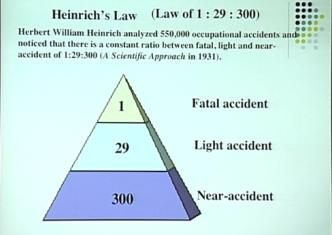 Heinrich's Law (Law of 1 : 29 : 300)
Herbert William Heinrich analyzed 550,000 occupational accidents and
noticed that there is a constant ratio between fatal, light and near-
accident of 1:29:300 (A Scientific Approach in 1931).
1 Fatal accident
29 Light accident
300 Near-accident